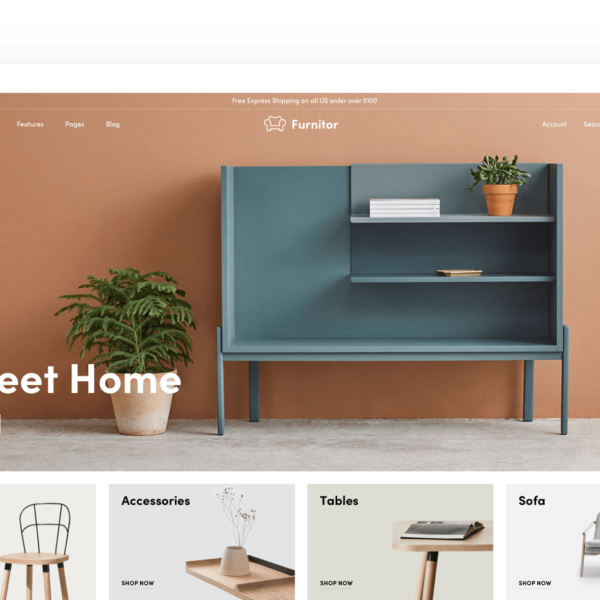 Free Express Shipping on all US order over $100
Features Pages Blog Furnitor Account
eet Home
Accessories Tables Sofa
SHOP NOW SHOP NOW SHOP NOW